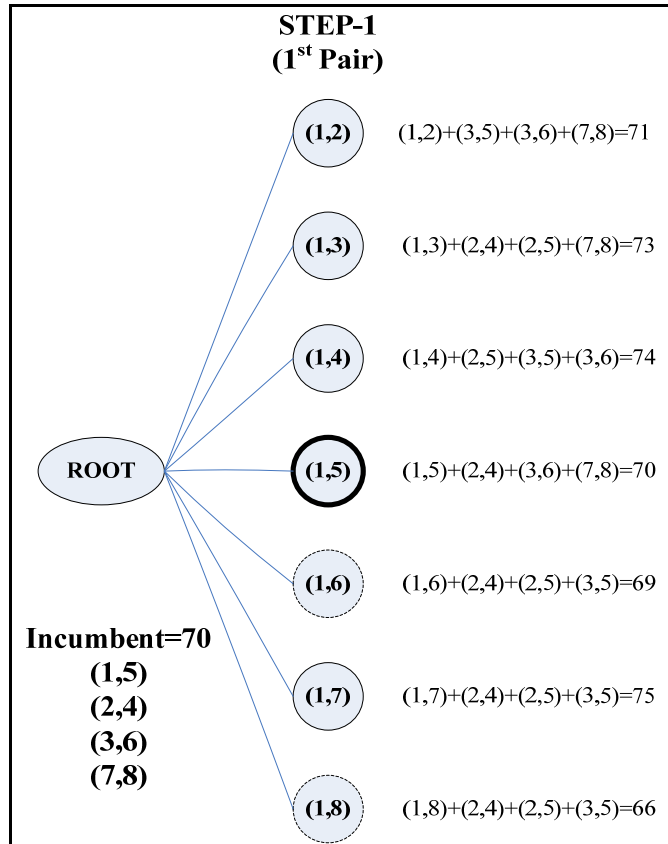 STEP-1
(1st Pair)
(1,2) (1,2)+(3,5)+(3,6)+(7,8)=71
(1,3) (1,3)+(2,4)+(2,5)+(7,8)=73
(1,4) (1,4)+(2,5)+(3,5)+(3,6)=74
ROOT (1,5) (1,5)+(2,4)+(3,6)+(7,8)=70
(1,6) (1,6)+(2,4)+(2,5)+(3,5)=69
Incumbent=70
(1,5)
(2,4)
(3,6)
(7,8)
(1,7) (1,7)+(2,4)+(2,5)+(3,5)=75
(1,8) (1,8)+(2,4)+(2,5)+(3,5)=66